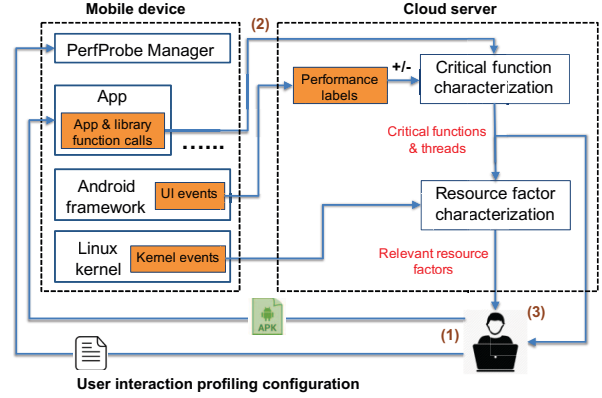 Mobile device
Cloud server
(2)
PerfProbe Manager
+/-
Performance
labels
Critical function
characterization
App
App & library
function calls
......
Critical functions
& threads
Android
framework
UI events
Resource factor
characterization
Linux
kernel
Kernel events
Relevant resource
factors
APK
(1)
(3)
User interaction profiling configuration